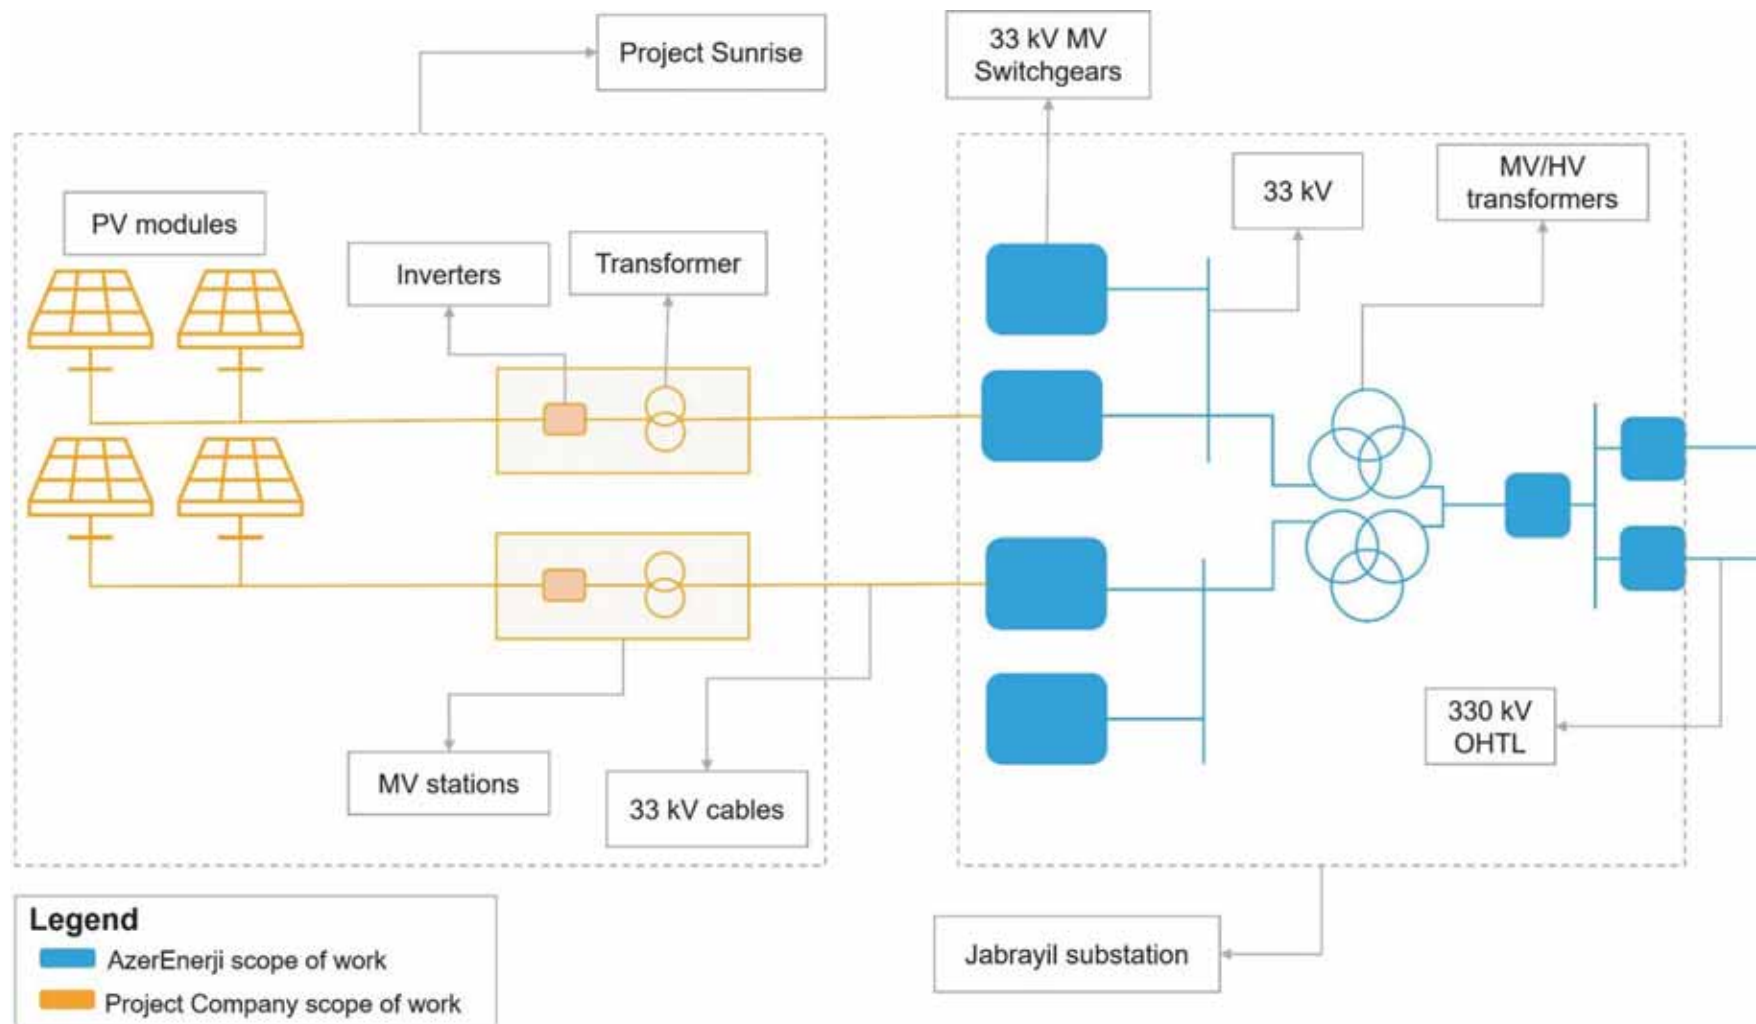 Project Sunrise
33 kV MV
Switchgears
33 kV
MV/HV
transformers
PV modules
Inverters
Transformer
MV stations
33 kV cables
330 kV
OHTL
Jabrayil substation
Legend
AzerEnerji scope of work
Project Company scope of work